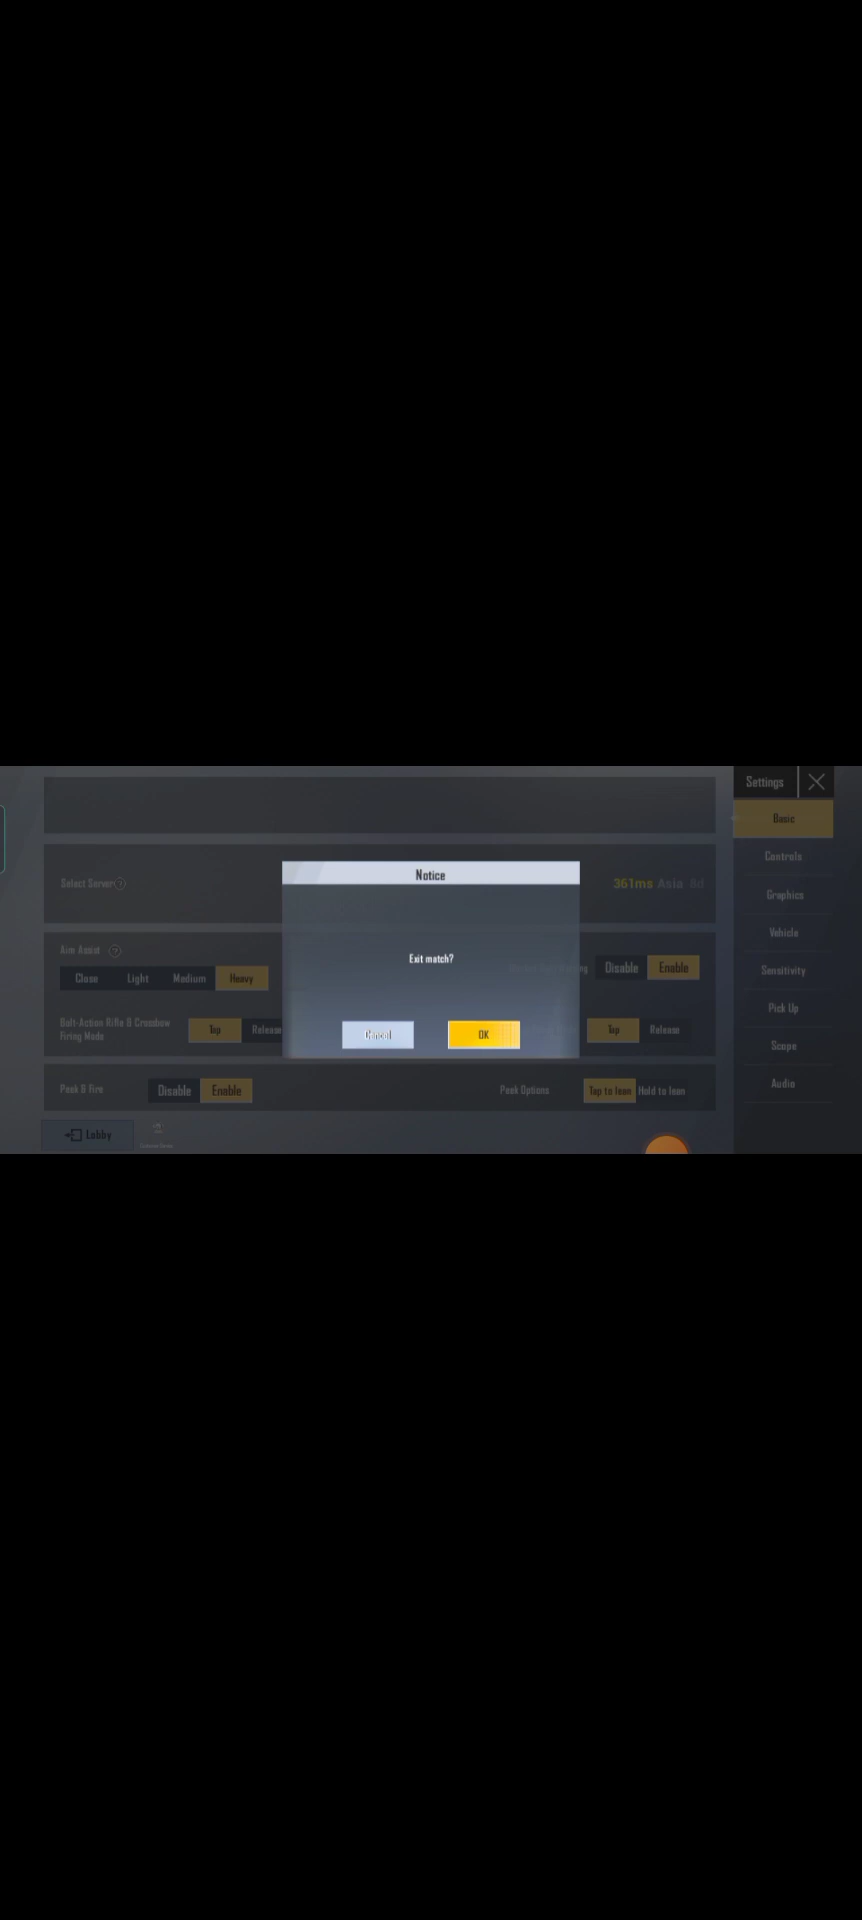 Settings
Basic
Select Server
361ms Asia 8d
Notice
Controls
Graphics
Aim Assist
Close Light Medium Heavy
Exit match?
Disable Enable
Vehicle
Sensitivity
Bolt-Action Rifle & Crossbow
Firing Mode
Tap Release
Cancel
OK
Tap Release
Pick Up
Scope
Peek & Fire
Disable Enable
Peek Options
Tap to lean Hold to lean
Audio
Lobby